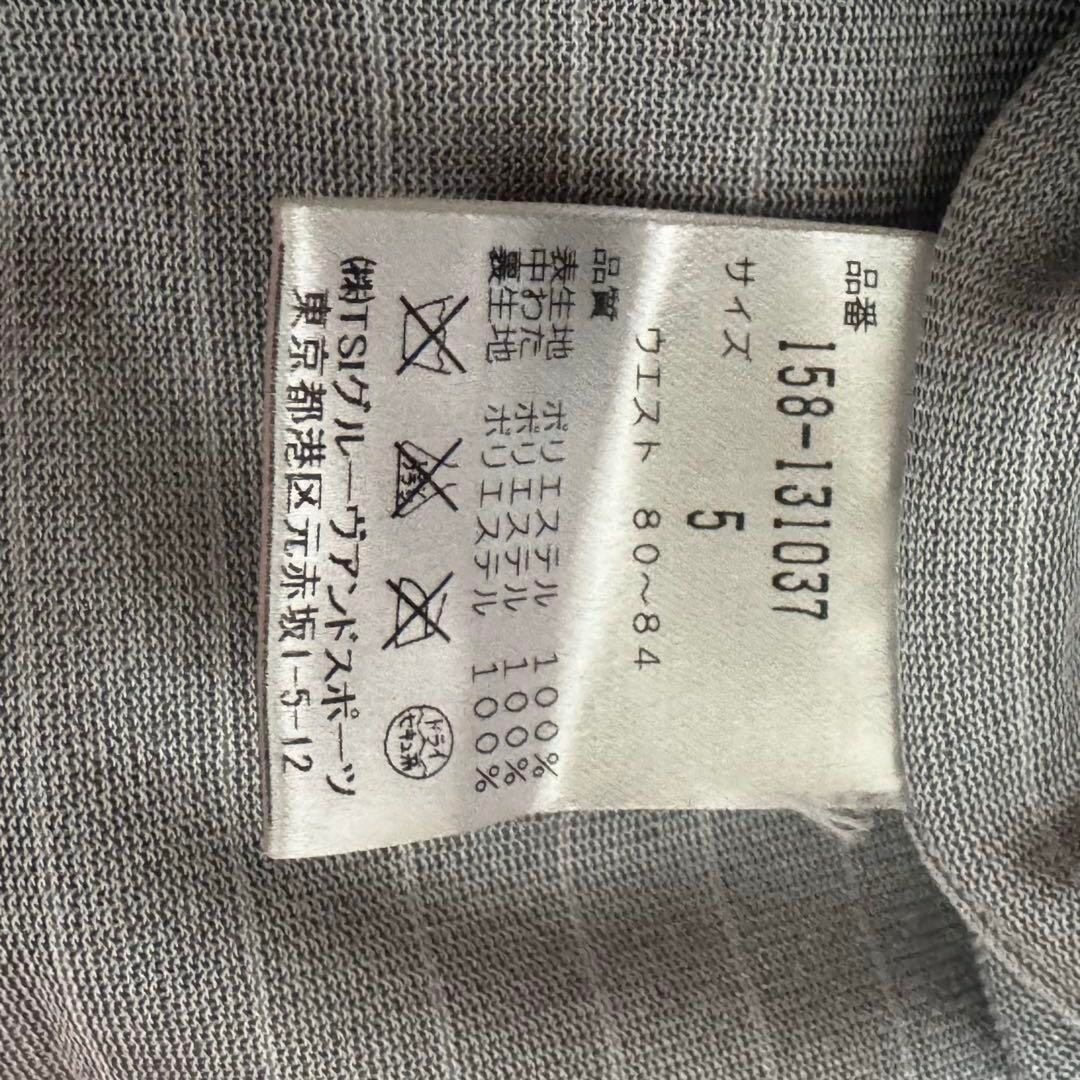 品番
158-131037
サイズ
5
ウエスト 80～84
品質
表生地 ポリエステル 100%
中わた ポリエステル 100%
裏生地 ポリエステル 100%
ドライ
セキユ系
㈱TSIグルーヴアンドスポーツ
東京都港区元赤坂1-5-12